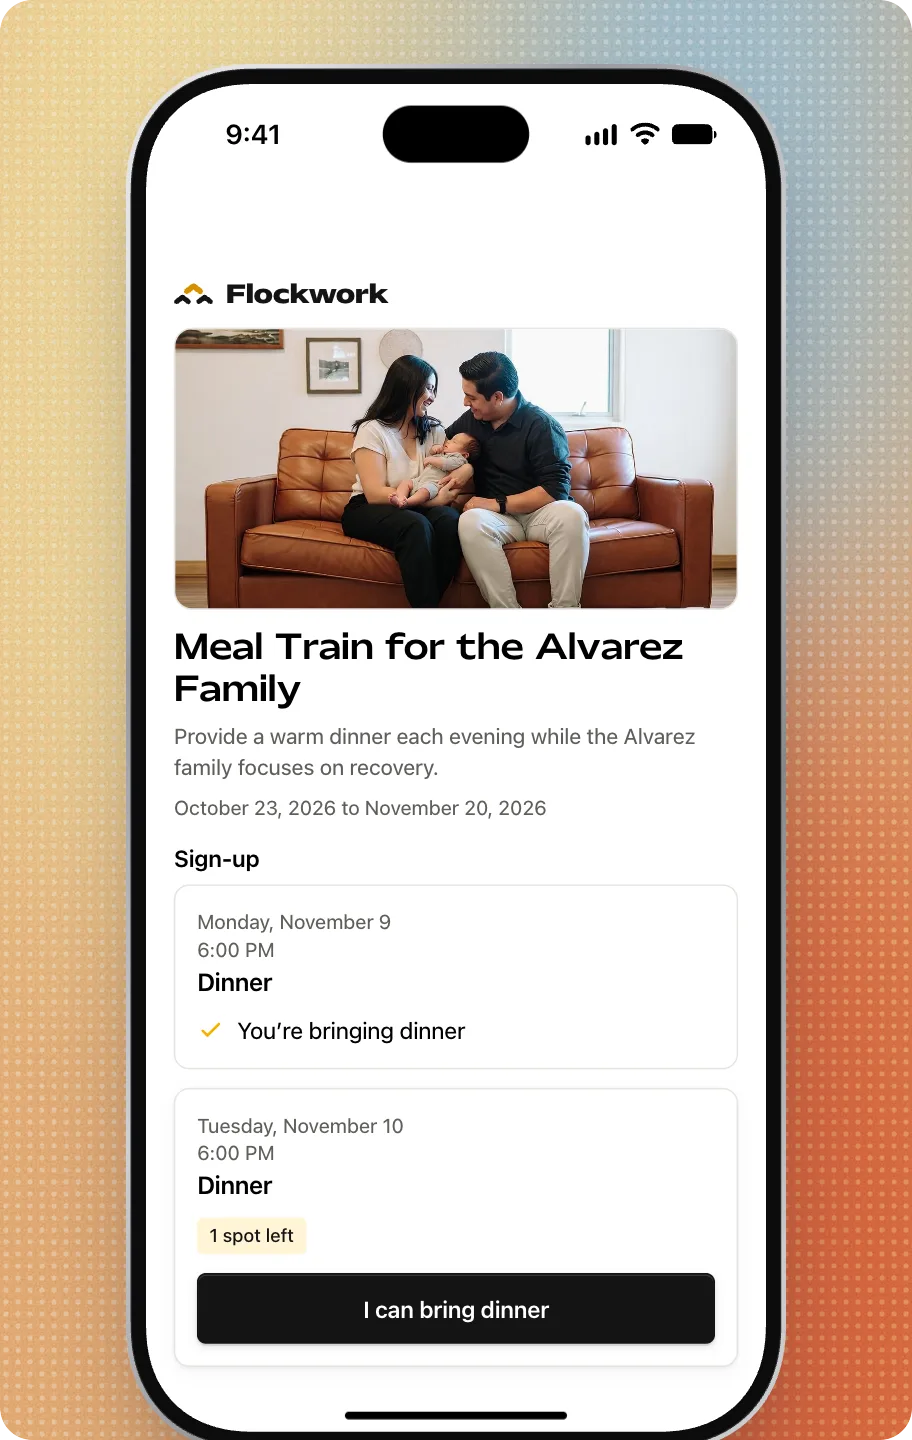 9:41
Flockwork
Meal Train for the Alvarez
Family
Provide a warm dinner each evening while the Alvarez
family focuses on recovery.
October 23, 2026 to November 20, 2026
Sign-up
Monday, November 9
6:00 PM
Dinner
You’re bringing dinner
Tuesday, November 10
6:00 PM
Dinner
1 spot left
I can bring dinner